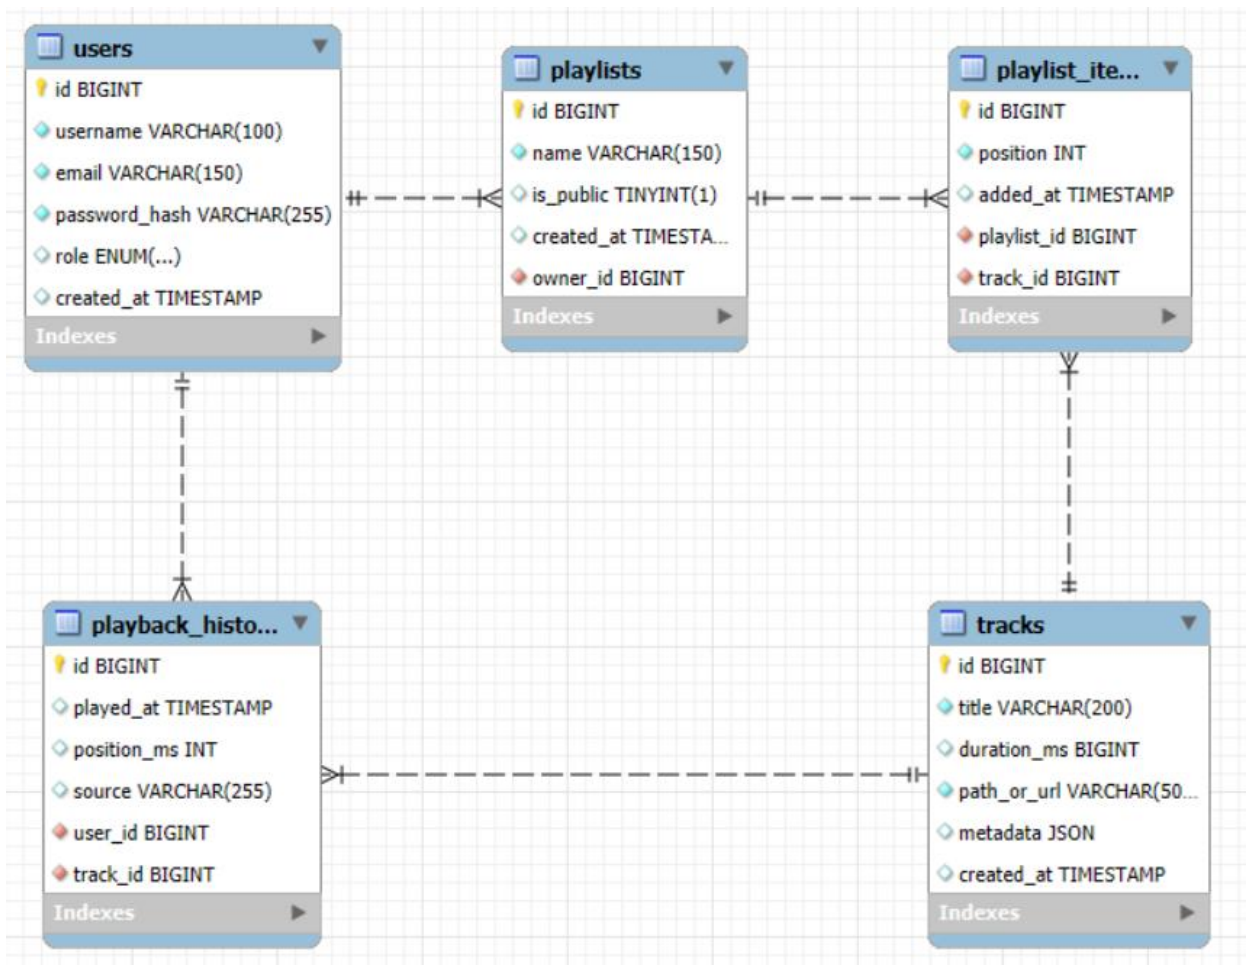 users
id BIGINT
username VARCHAR(100)
email VARCHAR(150)
password_hash VARCHAR(255)
role ENUM(...)
created_at TIMESTAMP
Indexes
playlists
id BIGINT
name VARCHAR(150)
is_public TINYINT(1)
created_at TIMESTA...
owner_id BIGINT
Indexes
playlist_ite...
id BIGINT
position INT
added_at TIMESTAMP
playlist_id BIGINT
track_id BIGINT
Indexes
playback_histo...
id BIGINT
played_at TIMESTAMP
position_ms INT
source VARCHAR(255)
user_id BIGINT
track_id BIGINT
Indexes
tracks
id BIGINT
title VARCHAR(200)
duration_ms BIGINT
path_or_url VARCHAR(50...
metadata JSON
created_at TIMESTAMP
Indexes